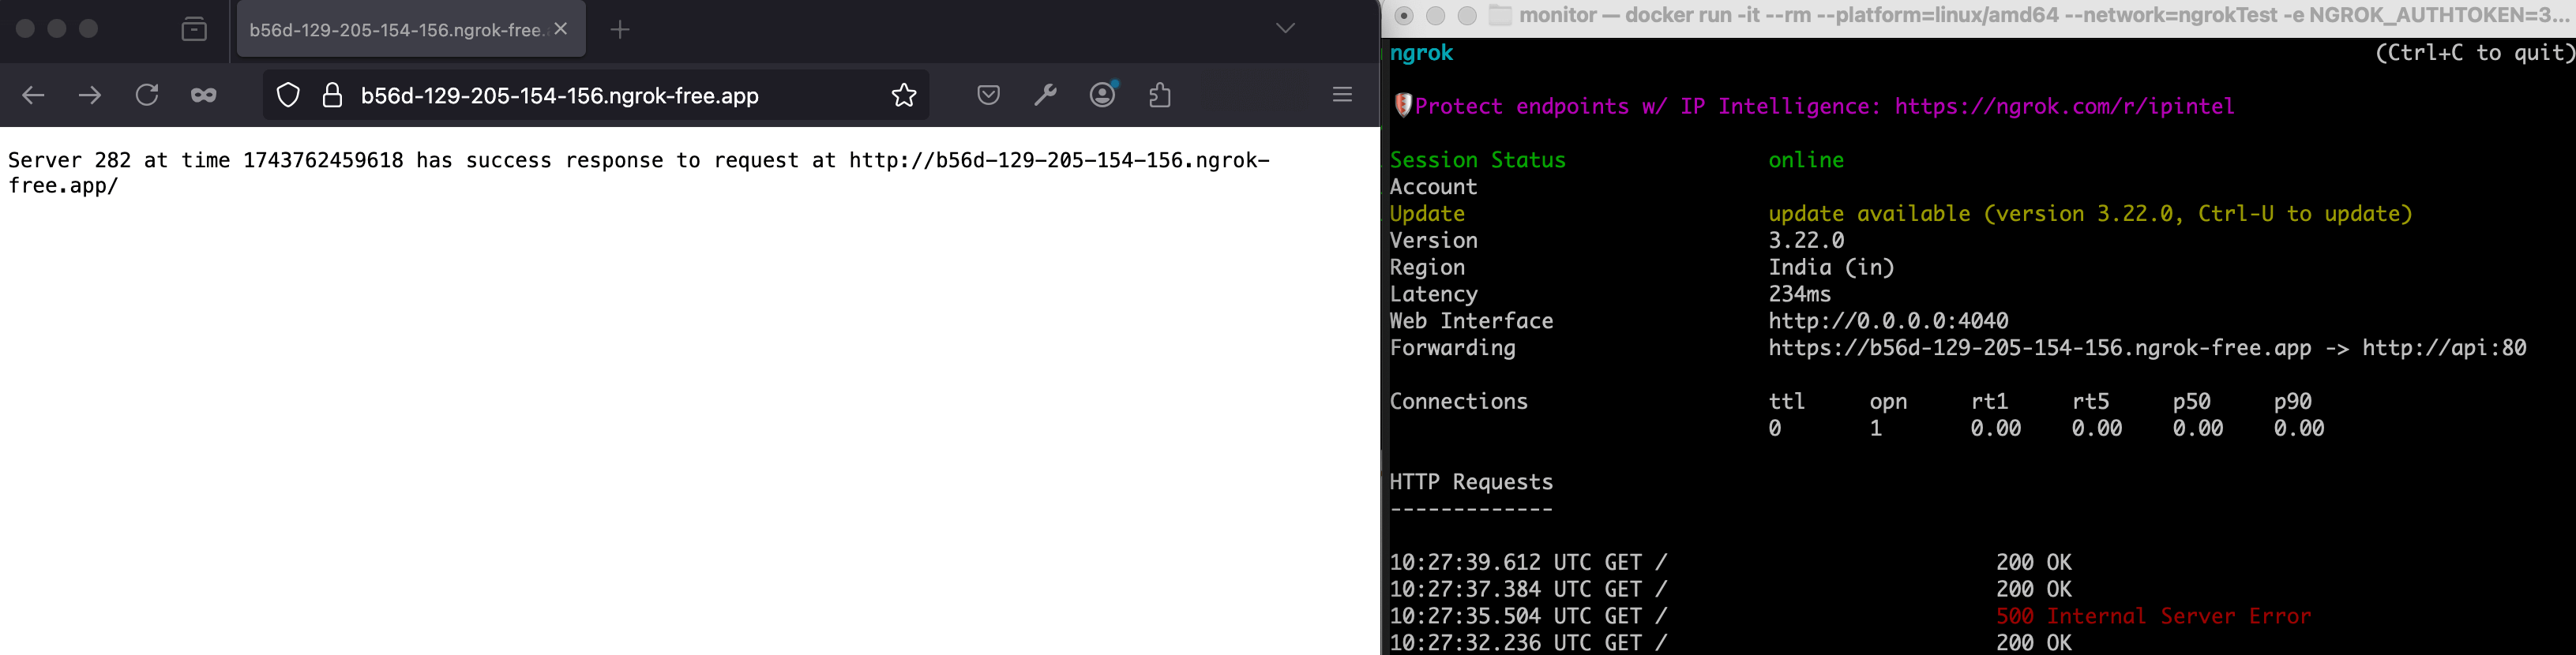 b56d-129-205-154-156.ngrok-free.
b56d-129-205-154-156.ngrok-free.app
Server 282 at time 1743762459618 has success response to request at http://b56d-129-205-154-156.ngrok-
free.app/
monitor — docker run -it --rm --platform=linux/amd64 --network=ngrokTest -e NGROK_AUTHTOKEN=3...
ngrok (Ctrl+C to quit)
Protect endpoints w/ IP Intelligence: https://ngrok.com/r/ipintel
Session Status online
Account
Update update available (version 3.22.0, Ctrl-U to update)
Version 3.22.0
Region India (in)
Latency 234ms
Web Interface http://0.0.0.0:4040
Forwarding https://b56d-129-205-154-156.ngrok-free.app -> http://api:80
Connections ttl opn rt1 rt5 p50 p90
0 1 0.00 0.00 0.00 0.00
HTTP Requests
-------------
10:27:39.612 UTC GET / 200 OK
10:27:37.384 UTC GET / 200 OK
10:27:35.504 UTC GET / 500 Internal Server Error
10:27:32.236 UTC GET / 200 OK